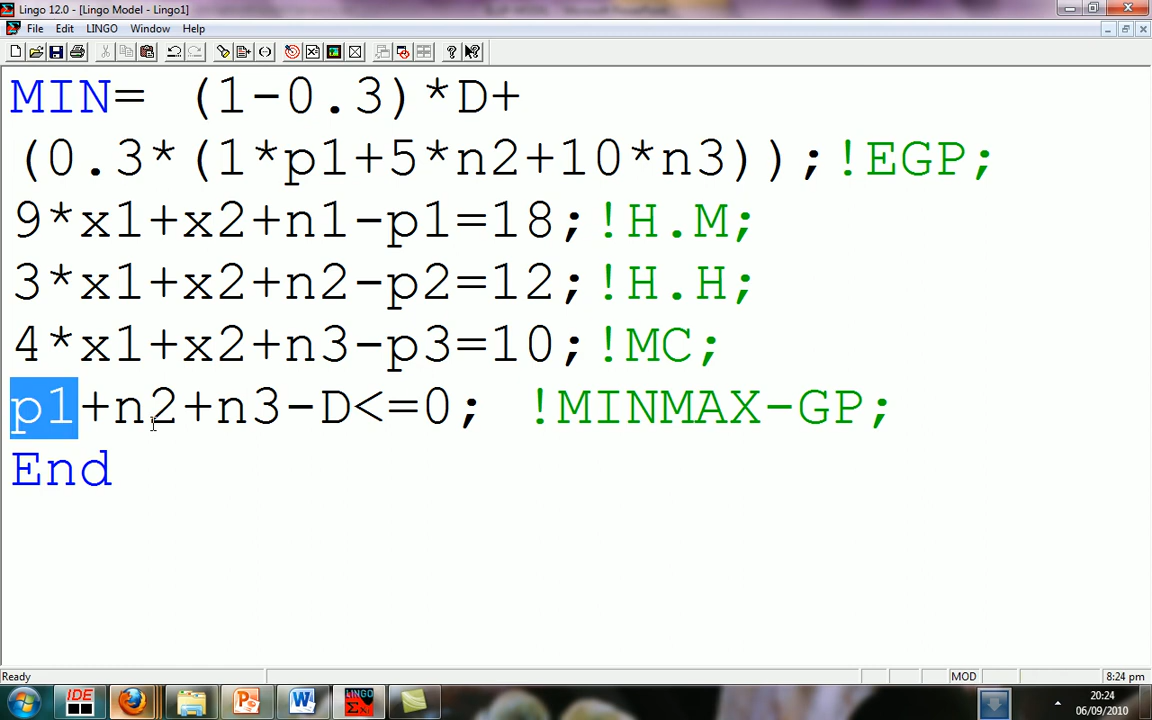 Lingo 12.0 - [Lingo Model - Lingo1]
File Edit LINGO Window Help
MIN= (1-0.3)*D+
(0.3*(1*p1+5*n2+10*n3));!EGP;
9*x1+x2+n1-p1=18;!H.M;
3*x1+x2+n2-p2=12;!H.H;
4*x1+x2+n3-p3=10;!MC;
p1+n2+n3-D<=0; !MINMAX-GP;
End
Ready MOD 8:24 pm
IDE LINGO
20:24
06/09/2010